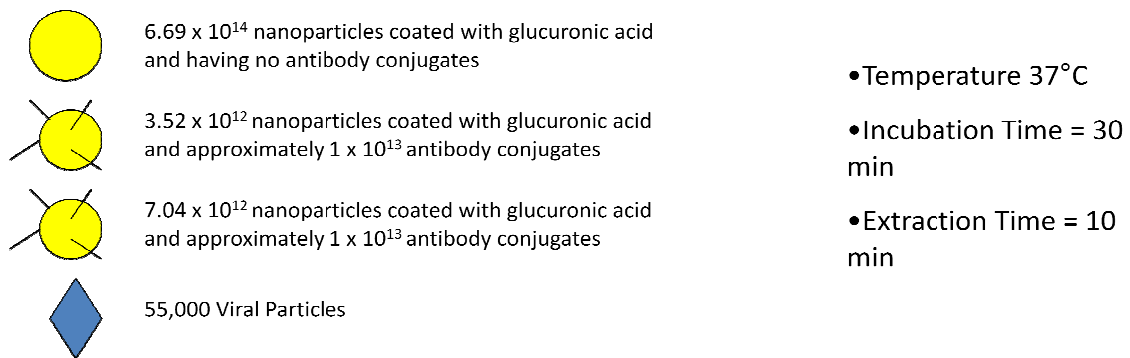 6.69 x 10¹⁴ nanoparticles coated with glucuronic acid
and having no antibody conjugates
3.52 x 10¹² nanoparticles coated with glucuronic acid
and approximately 1 x 10¹³ antibody conjugates
7.04 x 10¹² nanoparticles coated with glucuronic acid
and approximately 1 x 10¹³ antibody conjugates
55,000 Viral Particles
•Temperature 37°C
•Incubation Time = 30
min
•Extraction Time = 10
min